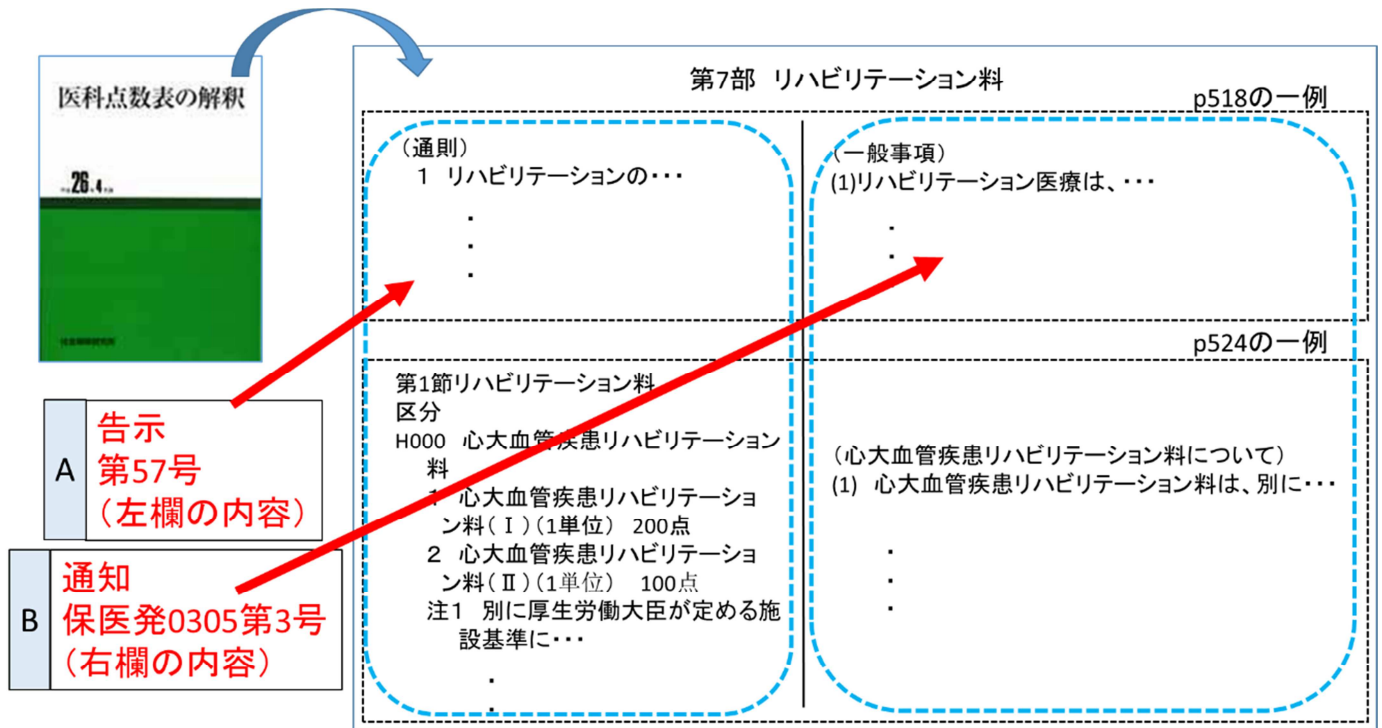 医科点数表の解釈
26
4
第7部 リハビリテーション料
p518の一例
(通則)
1 リハビリテーションの・・・
・
・
・
(一般事項)
(1)リハビリテーション医療は、・・・
・
・
p524の一例
第1節リハビリテーション料
区分
H000 心大血管疾患リハビリテーション
料
1 心大血管疾患リハビリテーショ
ン料(Ⅰ)(1単位) 200点
2 心大血管疾患リハビリテーショ
ン料(Ⅱ)(1単位) 100点
注1 別に厚生労働大臣が定める施
設基準に・・・
・
・
(心大血管疾患リハビリテーション料について)
(1) 心大血管疾患リハビリテーション料は、別に・・・
・
・
・
A
告示
第57号
(左欄の内容)
B
通知
保医発0305第3号
(右欄の内容)